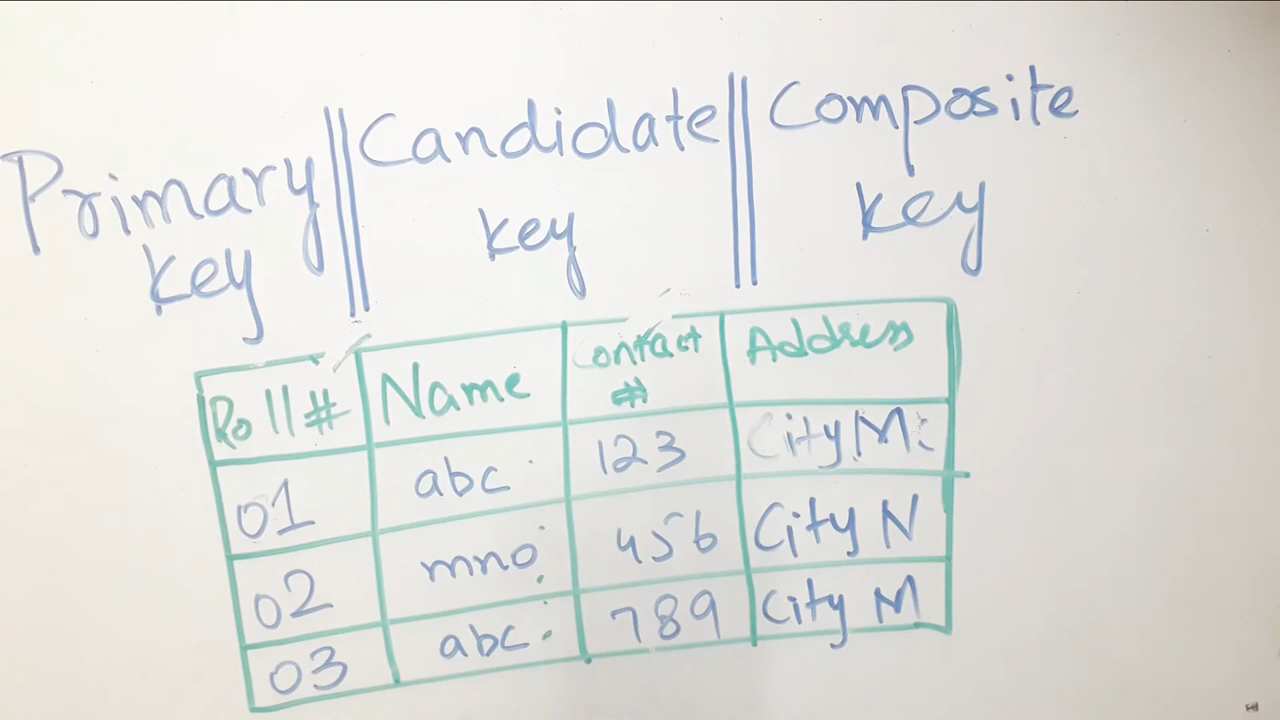 Primary key
Candidate key
Composite key
Roll # Name Contact # Address
01 abc 123 City M
02 mno 456 City N
03 abc 789 City M